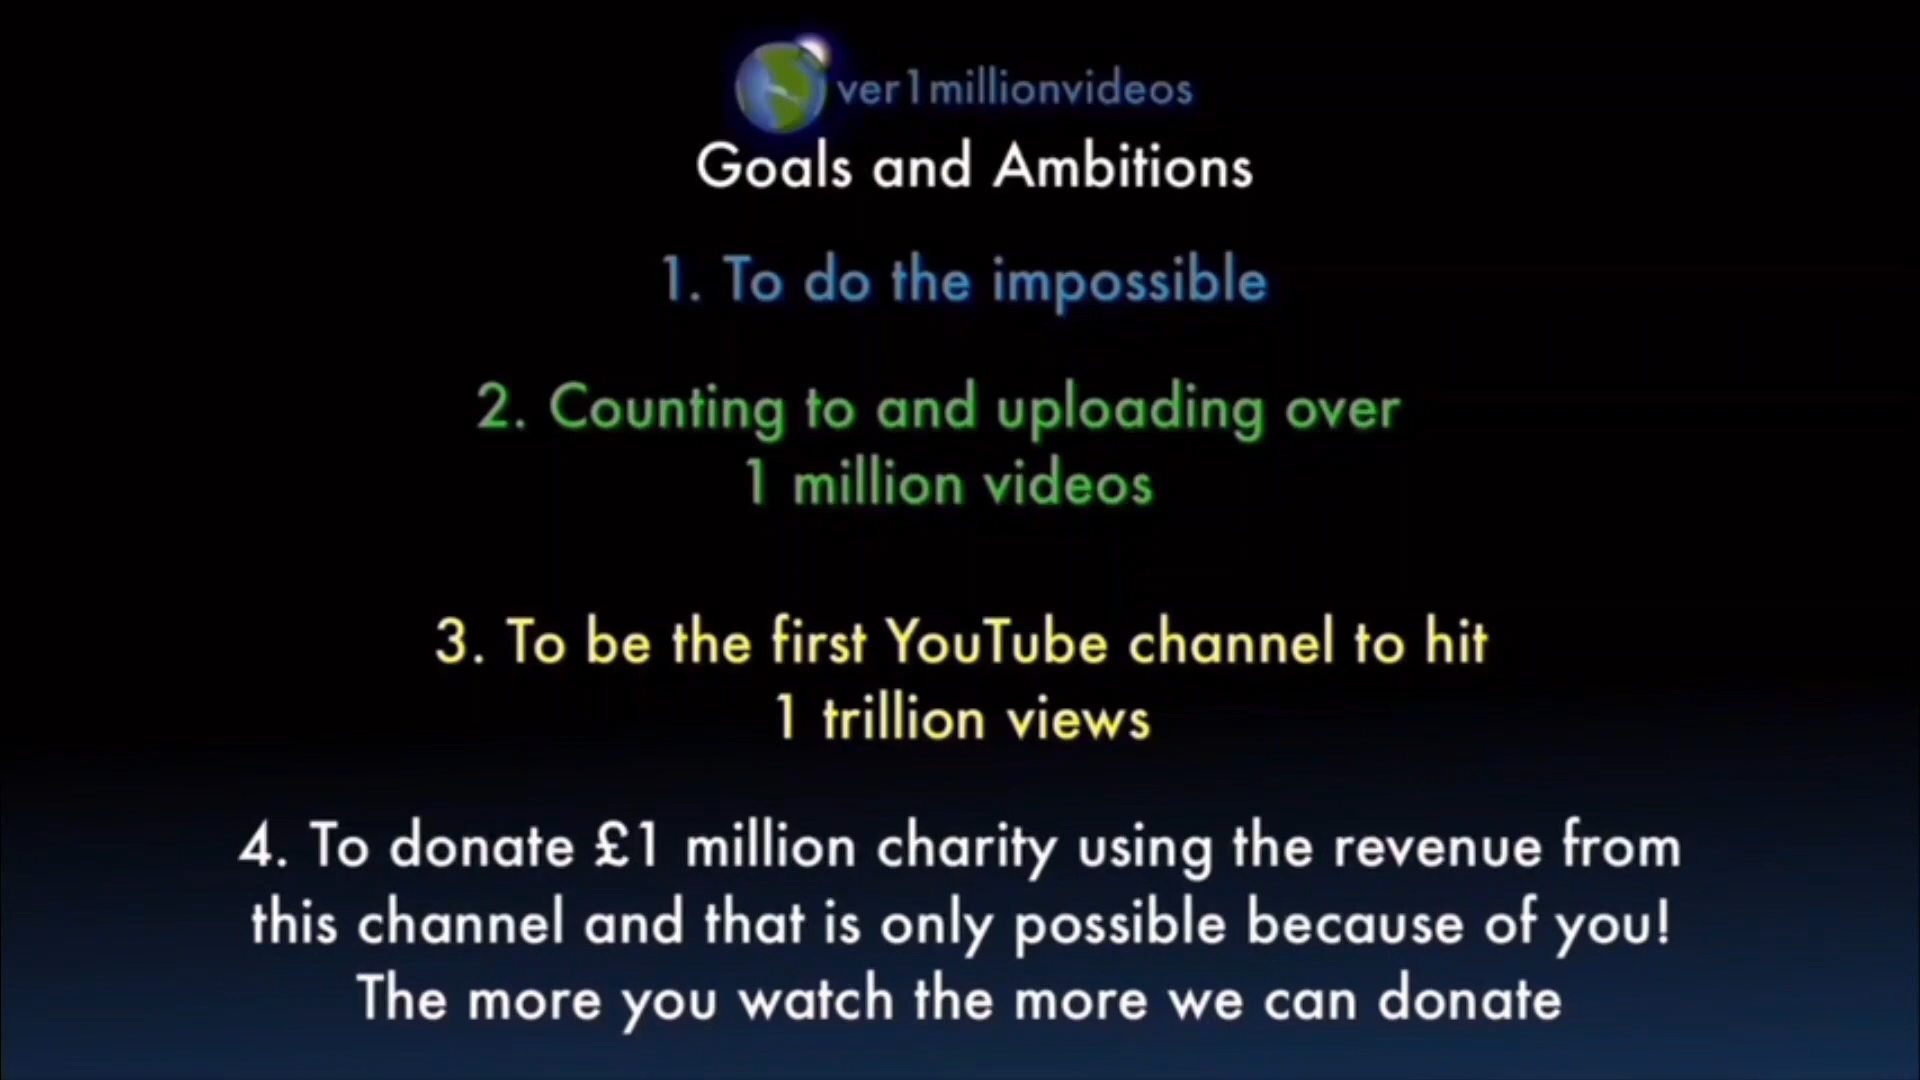 ver1millionvideos
Goals and Ambitions
1. To do the impossible
2. Counting to and uploading over
1 million videos
3. To be the first YouTube channel to hit
1 trillion views
4. To donate £1 million charity using the revenue from
this channel and that is only possible because of you!
The more you watch the more we can donate